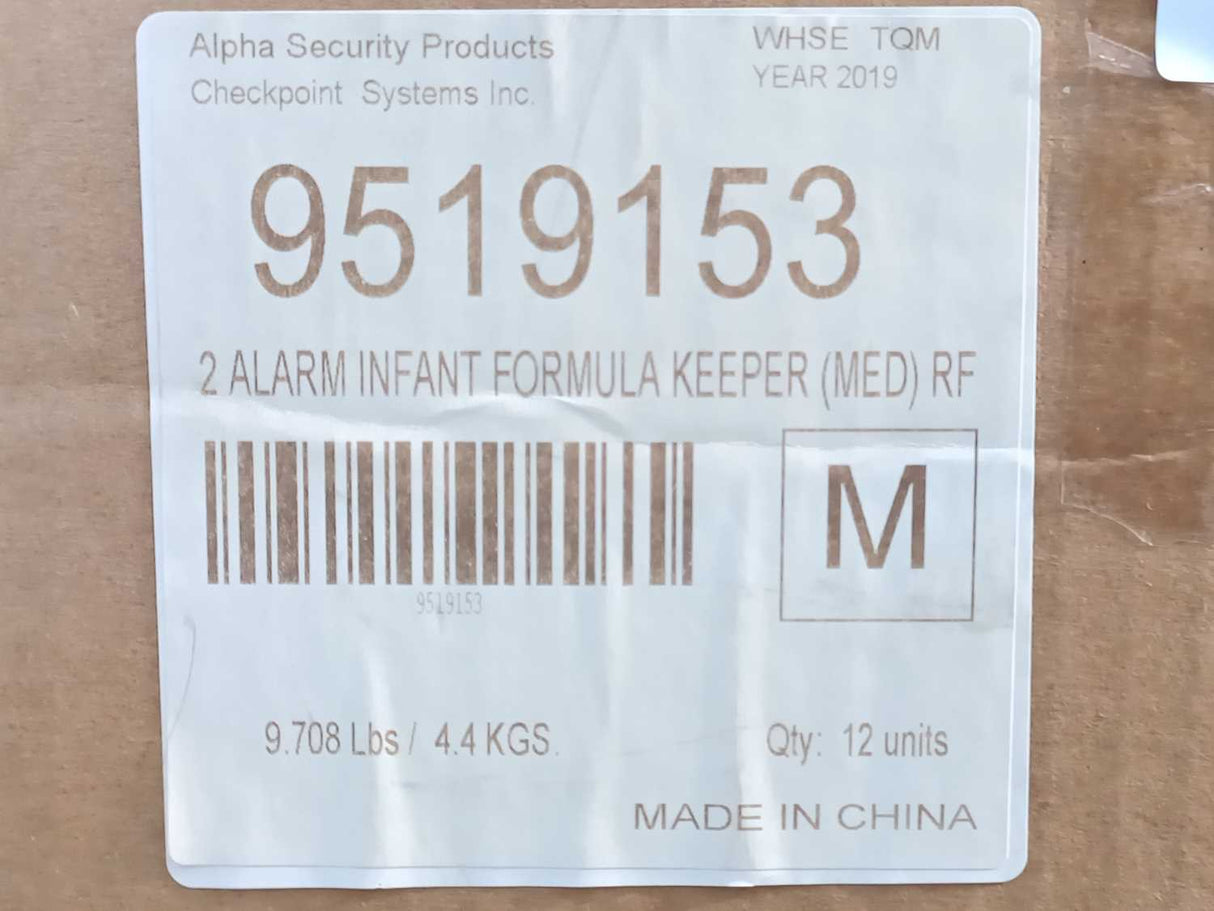 Alpha Security Products
Checkpoint Systems Inc.
WHSE TQM
YEAR 2019
9519153
2 ALARM INFANT FORMULA KEEPER (MED) RF
M
9519153
9.708 Lbs / 4.4 KGS.
Qty: 12 units
MADE IN CHINA